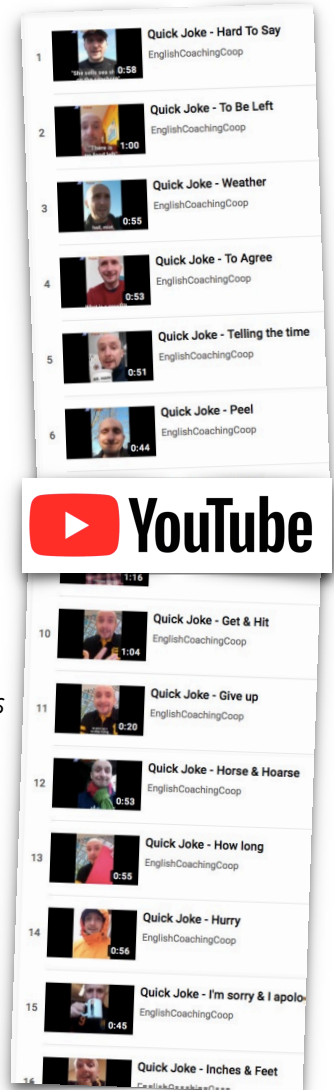 1
Quick Joke - Hard To Say
EnglishCoachingCoop
0:58
2
Quick Joke - To Be Left
EnglishCoachingCoop
1:00
3
Quick Joke - Weather
EnglishCoachingCoop
0:55
4
Quick Joke - To Agree
EnglishCoachingCoop
0:53
5
Quick Joke - Telling the time
EnglishCoachingCoop
0:51
6
Quick Joke - Peel
EnglishCoachingCoop
0:44
YouTube
1:16
10
Quick Joke - Get & Hit
EnglishCoachingCoop
1:04
11
Quick Joke - Give up
EnglishCoachingCoop
0:20
12
Quick Joke - Horse & Hoarse
EnglishCoachingCoop
0:53
13
Quick Joke - How long
EnglishCoachingCoop
0:55
14
Quick Joke - Hurry
EnglishCoachingCoop
0:56
15
Quick Joke - I'm sorry & I apolo
EnglishCoachingCoop
0:45
16
Quick Joke - Inches & Feet